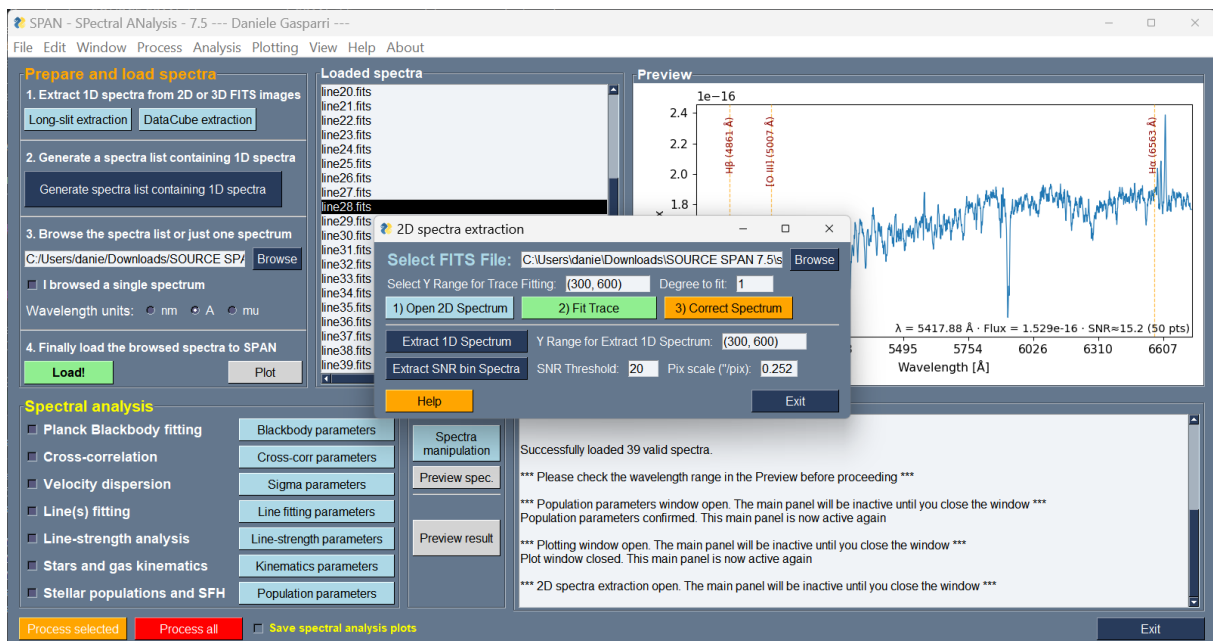 SPAN - SPectral ANalysis - 7.5 --- Daniele Gasparri ---
File Edit Window Process Analysis Plotting View Help About
Prepare and load spectra
1. Extract 1D spectra from 2D or 3D FITS images
Long-slit extraction DataCube extraction
2. Generate a spectra list containing 1D spectra
Generate spectra list containing 1D spectra
3. Browse the spectra list or just one spectrum
C:/Users/danie/Downloads/SOURCE SPA Browse
I browsed a single spectrum
Wavelength units: nm A mu
4. Finally load the browsed spectra to SPAN
Load! Plot
Loaded spectra
line20.fits
line21.fits
line22.fits
line23.fits
line24.fits
line25.fits
line26.fits
line27.fits
line28.fits
line29.fits
line30.fits
line31.fits
line32.fits
line33.fits
line34.fits
line35.fits
line36.fits
line37.fits
line38.fits
line39.fits
Preview
1e−16
2.4
2.2
2.0
1.8
Hβ (4861 Å)
[O III] (5007 Å)
Hα (6563 Å)
λ = 5417.88 Å · Flux = 1.529e-16 · SNR≈15.2 (50 pts)
5495 5754 6026 6310 6607
Wavelength [Å]
2D spectra extraction
Select FITS File: C:\Users\danie\Downloads\SOURCE SPAN 7.5\s Browse
Select Y Range for Trace Fitting: (300, 600) Degree to fit: 1
1) Open 2D Spectrum 2) Fit Trace 3) Correct Spectrum
Extract 1D Spectrum Y Range for Extract 1D Spectrum: (300, 600)
Extract SNR bin Spectra SNR Threshold: 20 Pix scale ("/pix): 0.252
Help Exit
Spectral analysis
Planck Blackbody fitting Blackbody parameters
Cross-correlation Cross-corr parameters
Velocity dispersion Sigma parameters
Line(s) fitting Line fitting parameters
Line-strength analysis Line-strength parameters
Stars and gas kinematics Kinematics parameters
Stellar populations and SFH Population parameters
Spectra
manipulation
Preview spec.
Preview result
Successfully loaded 39 valid spectra.
*** Please check the wavelength range in the Preview before proceeding ***
*** Population parameters window open. The main panel will be inactive until you close the window ***
Population parameters confirmed. This main panel is now active again
*** Plotting window open. The main panel will be inactive until you close the window ***
Plot window closed. This main panel is now active again
*** 2D spectra extraction open. The main panel will be inactive until you close the window ***
Process selected Process all Save spectral analysis plots Exit